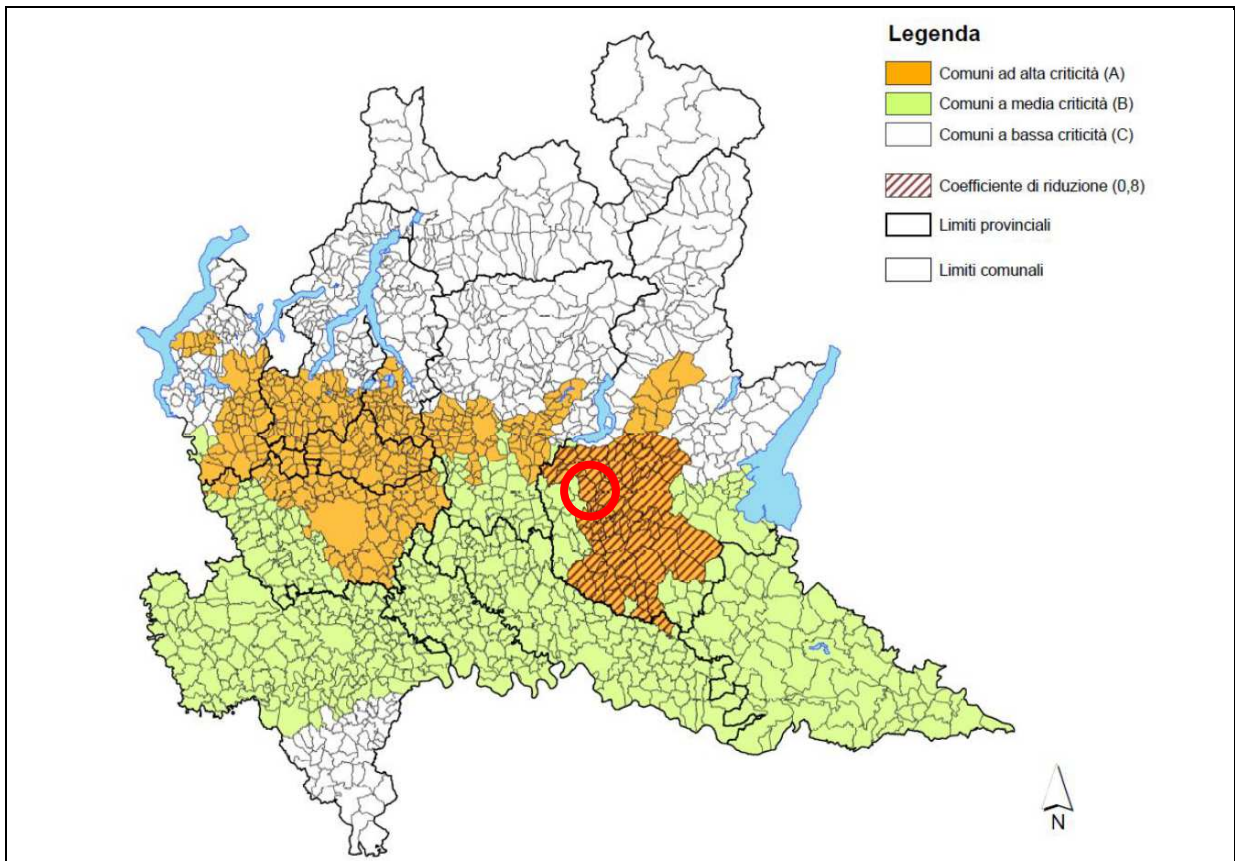 Legenda
Comuni ad alta criticità (A)
Comuni a media criticità (B)
Comuni a bassa criticità (C)
Coefficiente di riduzione (0,8)
Limiti provinciali
Limiti comunali
N